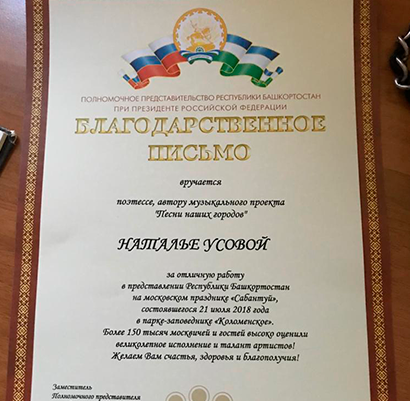 ПОЛНОМОЧНОЕ ПРЕДСТАВИТЕЛЬСТВО РЕСПУБЛИКИ БАШКОРТОСТАН
ПРИ ПРЕЗИДЕНТЕ РОССИЙСКОЙ ФЕДЕРАЦИИ
БЛАГОДАРСТВЕННОЕ
ПИСЬМО
вручается
поэтессе, автору музыкального проекта
"Песни наших городов"
НАТАЛЬЕ УСОВОЙ
за отличную работу
в представлении Республики Башкортостан
на московском празднике «Сабантуй»,
состоявшегося 21 июля 2018 года
в парке-заповеднике «Коломенское».
Более 150 тысяч москвичей и гостей высоко оценили
великолепное исполнение и талант артистов!
Желаем Вам счастья, здоровья и благополучия!
Заместитель
Полномочного представителя